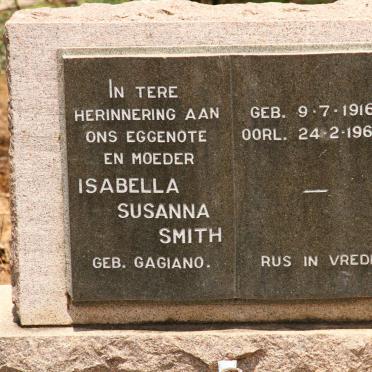 IN TERE
HERINNERING AAN
ONS EGGENOTE
EN MOEDER
ISABELLA
SUSANNA
SMITH
GEB. GAGIANO.
GEB. 9·7·1916
OORL. 24·2·196
—
RUS IN VREDE